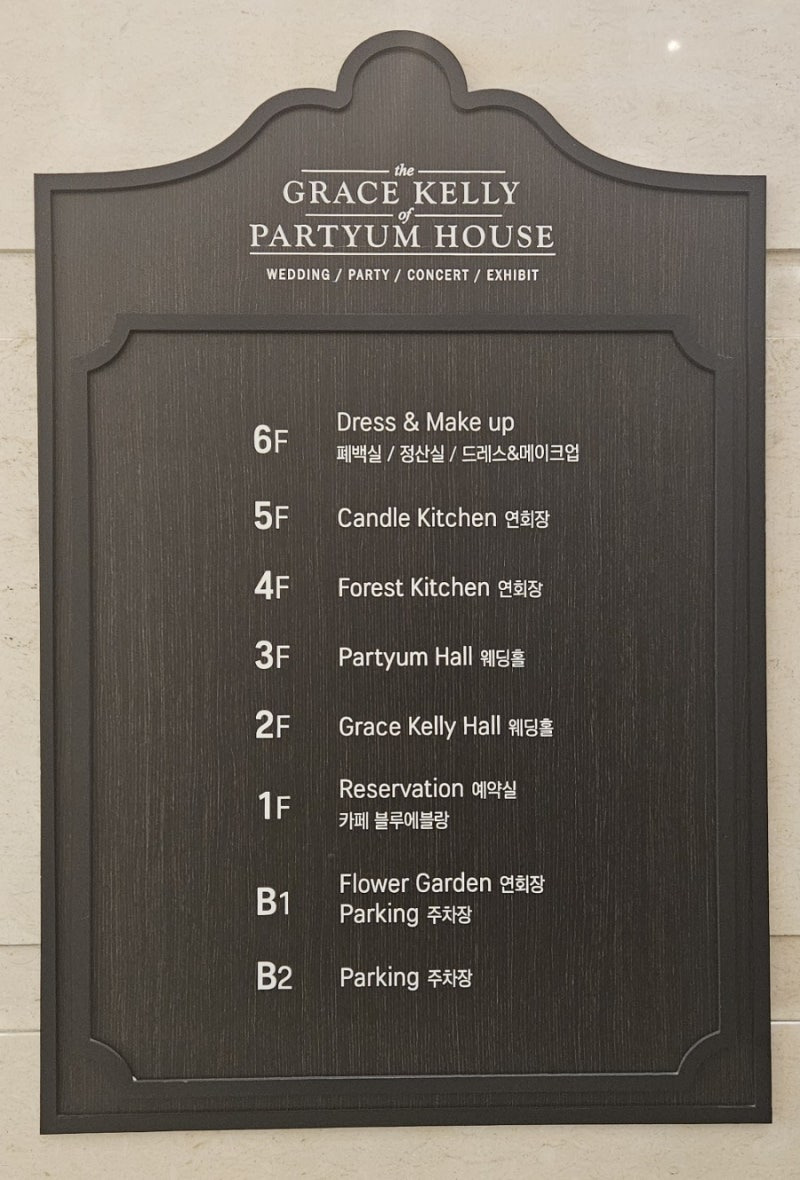 the
GRACE KELLY
of
PARTYUM HOUSE
WEDDING / PARTY / CONCERT / EXHIBIT
6F
Dress & Make up
폐백실 / 정산실 / 드레스&메이크업
5F Candle Kitchen 연회장
4F Forest Kitchen 연회장
3F Partyum Hall 웨딩홀
2F Grace Kelly Hall 웨딩홀
1F
Reservation 예약실
카페 블루에블랑
B1
Flower Garden 연회장
Parking 주차장
B2 Parking 주차장